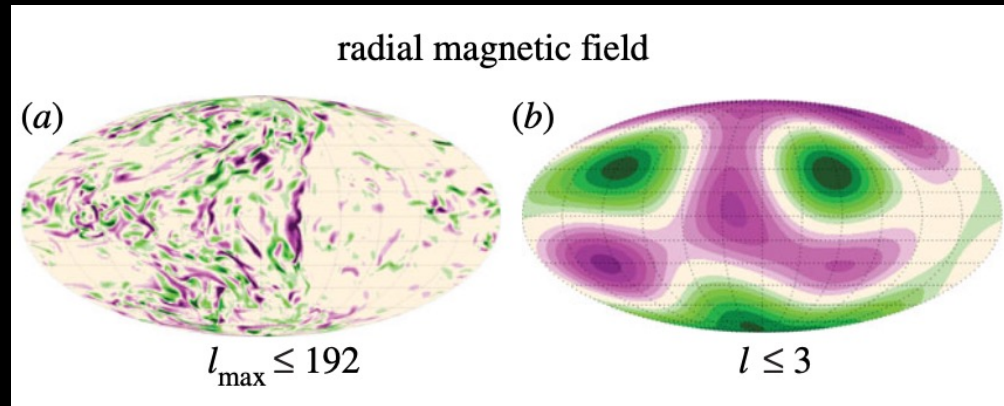 radial magnetic field
(a) (b)
l_max ≤ 192 l ≤ 3